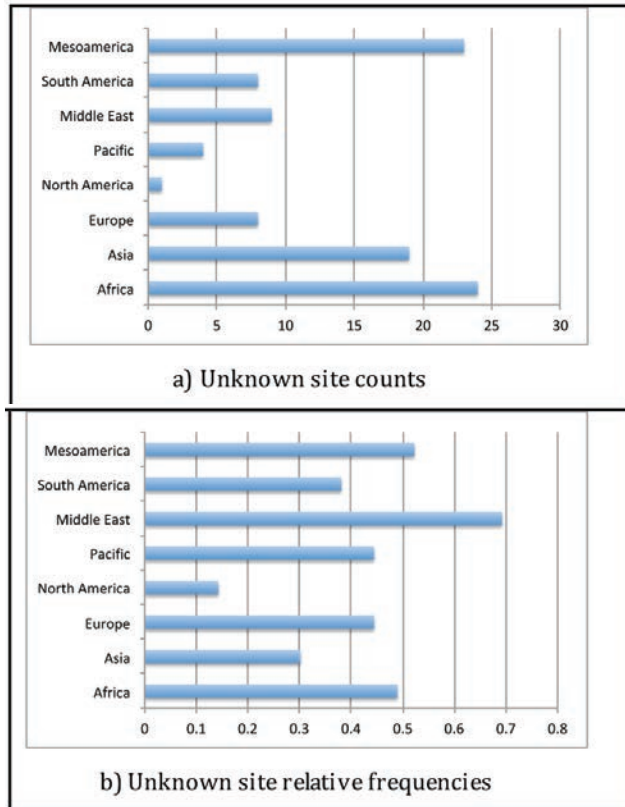 Mesoamerica
South America
Middle East
Pacific
North America
Europe
Asia
Africa
0 5 10 15 20 25 30
a) Unknown site counts
Mesoamerica
South America
Middle East
Pacific
North America
Europe
Asia
Africa
0 0.1 0.2 0.3 0.4 0.5 0.6 0.7 0.8
b) Unknown site relative frequencies